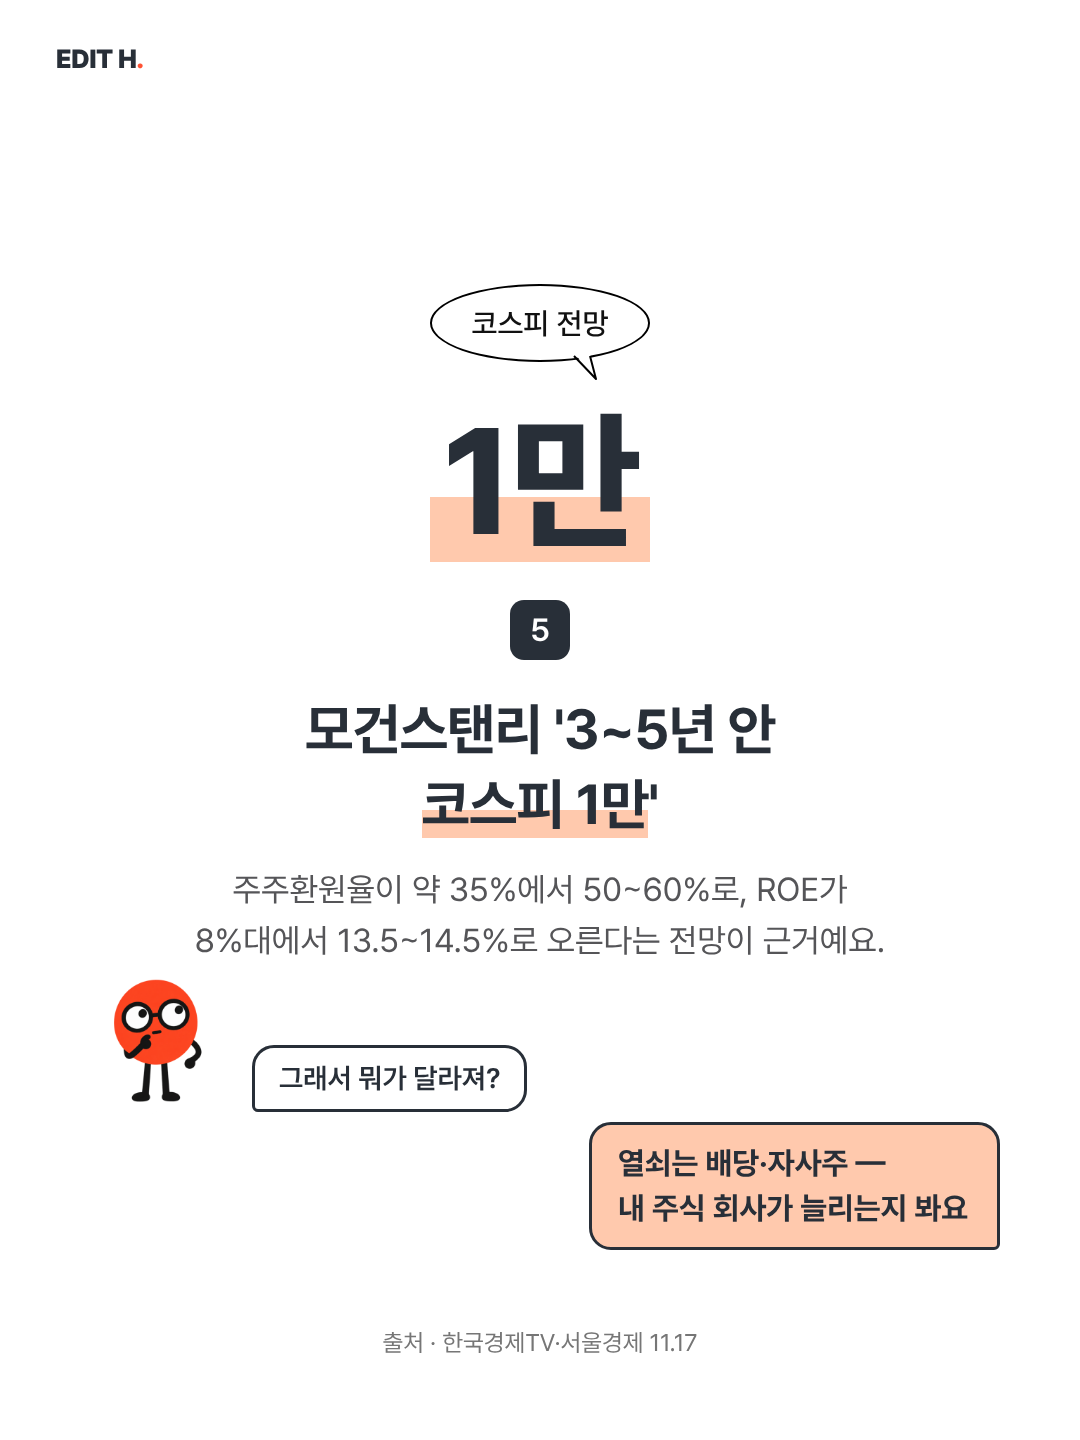 EDIT H.
코스피 전망
1만
5
모건스탠리 '3~5년 안
코스피 1만'
주주환원율이 약 35%에서 50~60%로, ROE가
8%대에서 13.5~14.5%로 오른다는 전망이 근거예요.
그래서 뭐가 달라져?
열쇠는 배당·자사주 —
내 주식 회사가 늘리는지 봐요
출처 · 한국경제TV·서울경제 11.17